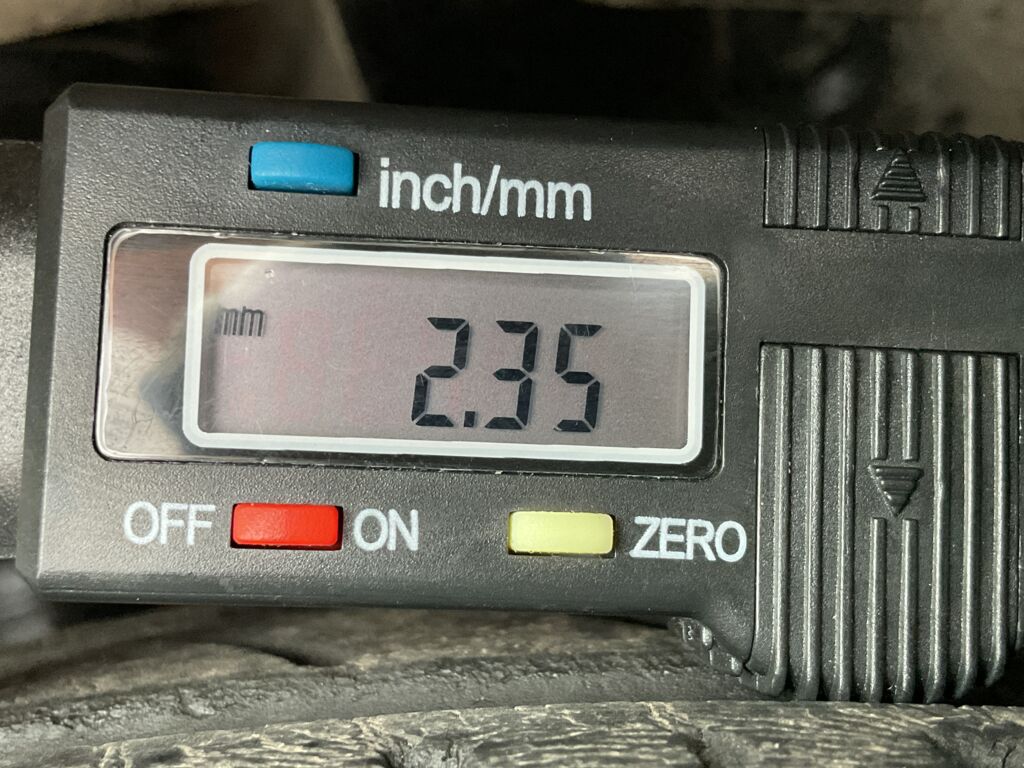 inch/mm
mm
2.35
OFF ON ZERO